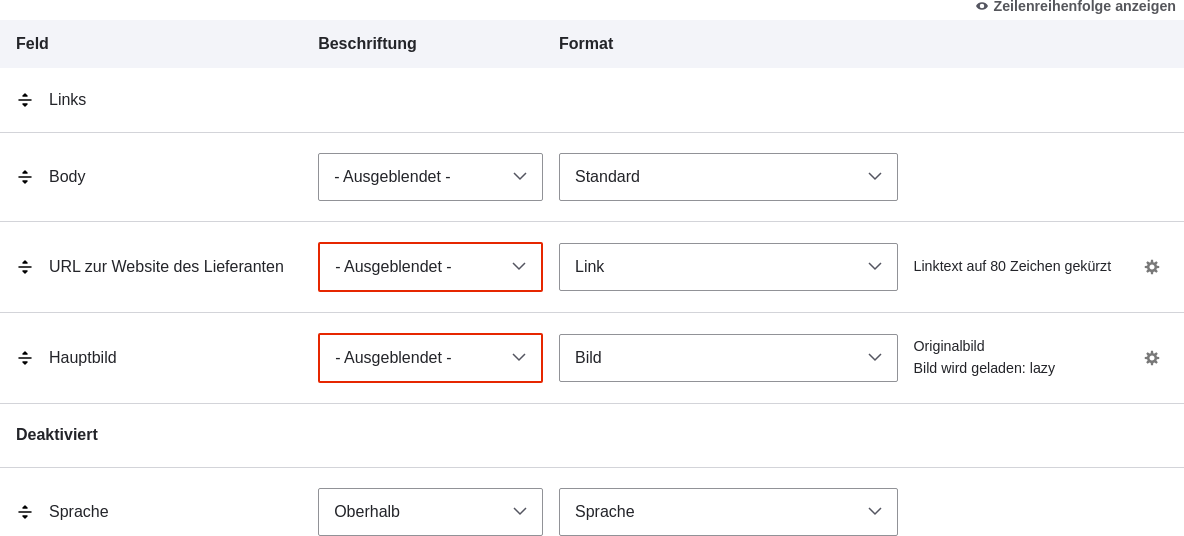 Zeilenreihenfolge anzeigen
Feld Beschriftung Format
Links
Body - Ausgeblendet - Standard
URL zur Website des Lieferanten - Ausgeblendet - Link Linktext auf 80 Zeichen gekürzt
Hauptbild - Ausgeblendet - Bild Originalbild
Bild wird geladen: lazy
Deaktiviert
Sprache Oberhalb Sprache